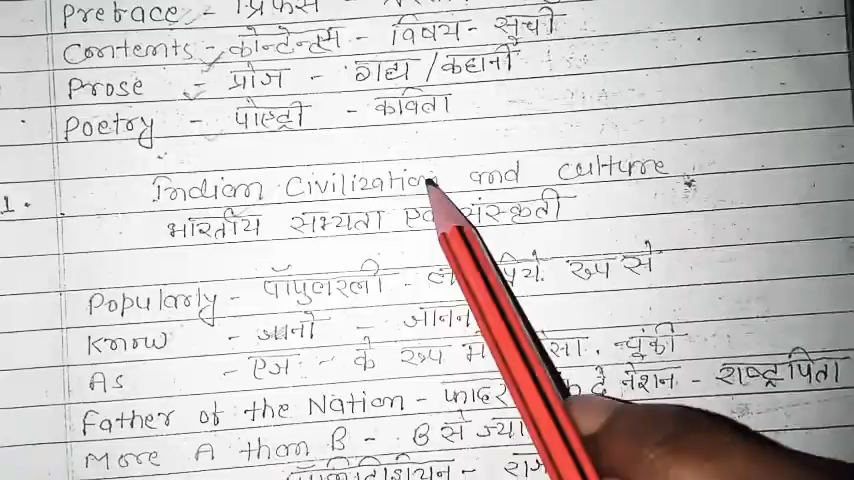 Preface - प्रिफेस -
Contents - कोन्टेन्ट्स - विषय - सूची
Prose - प्रोज - गद्य / कहानी
Poetry - पोएट्री - कविता
1. Indian Civilization and culture
भारतीय सभ्यता एवं संस्कृती
Popularly - पॉपुलरली - रूप से
Know - जानो -
As - एज - के रूप में न्यूंकी
Father of the Nation - फादर दे नेशन - राष्ट्रपिता
More A than B - B से